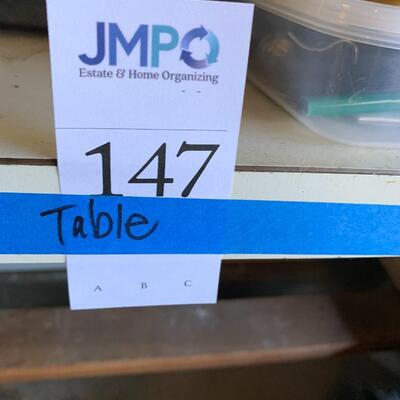 JMPO
Estate & Home Organizing
147
Table
A B C